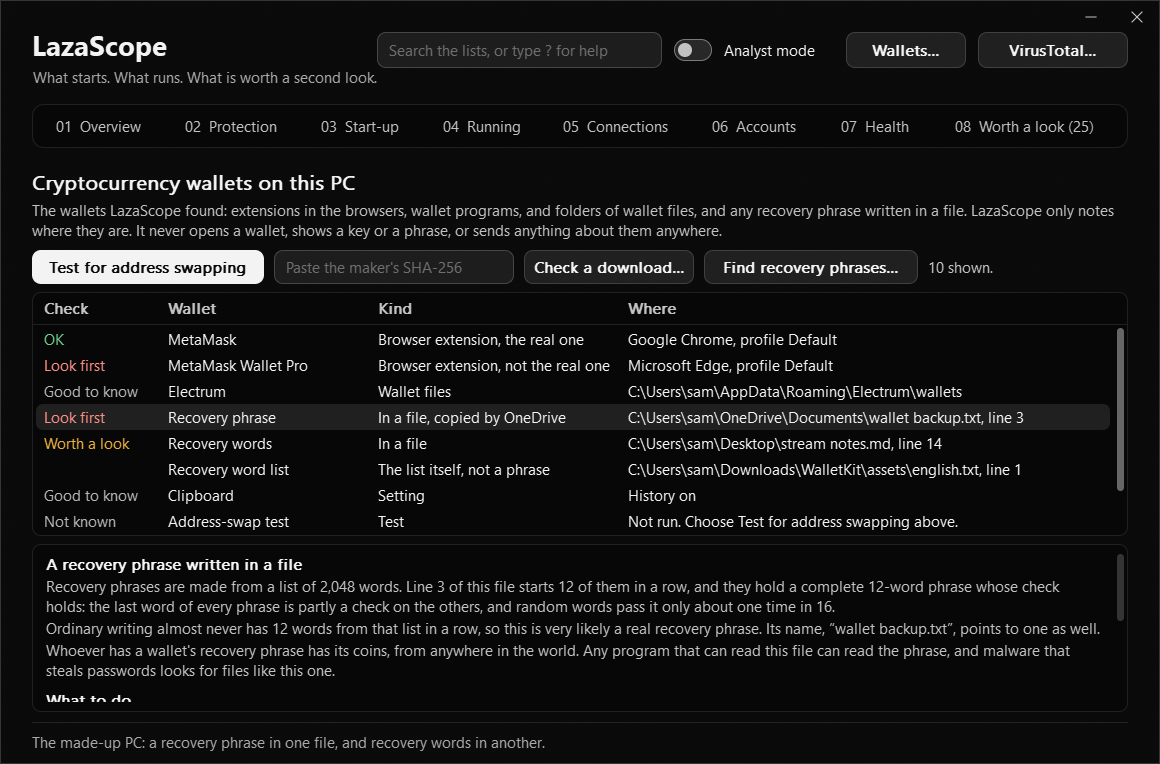 LazaScope
What starts. What runs. What is worth a second look.
Search the lists, or type ? for help
Analyst mode
Wallets...
VirusTotal...
01 Overview
02 Protection
03 Start-up
04 Running
05 Connections
06 Accounts
07 Health
08 Worth a look (25)
Cryptocurrency wallets on this PC
The wallets LazaScope found: extensions in the browsers, wallet programs, and folders of wallet files, and any recovery phrase written in a file. LazaScope only notes
where they are. It never opens a wallet, shows a key or a phrase, or sends anything about them anywhere.
Test for address swapping
Paste the maker's SHA-256
Check a download...
Find recovery phrases...
10 shown.
Check Wallet Kind Where
OK MetaMask Browser extension, the real one Google Chrome, profile Default
Look first MetaMask Wallet Pro Browser extension, not the real one Microsoft Edge, profile Default
Good to know Electrum Wallet files C:\Users\sam\AppData\Roaming\Electrum\wallets
Look first Recovery phrase In a file, copied by OneDrive C:\Users\sam\OneDrive\Documents\wallet backup.txt, line 3
Worth a look Recovery words In a file C:\Users\sam\Desktop\stream notes.md, line 14
Recovery word list The list itself, not a phrase C:\Users\sam\Downloads\WalletKit\assets\english.txt, line 1
Good to know Clipboard Setting History on
Not known Address-swap test Test Not run. Choose Test for address swapping above.
A recovery phrase written in a file
Recovery phrases are made from a list of 2,048 words. Line 3 of this file starts 12 of them in a row, and they hold a complete 12-word phrase whose check
holds: the last word of every phrase is partly a check on the others, and random words pass it only about one time in 16.
Ordinary writing almost never has 12 words from that list in a row, so this is very likely a real recovery phrase. Its name, “wallet backup.txt”, points to one as well.
Whoever has a wallet's recovery phrase has its coins, from anywhere in the world. Any program that can read this file can read the phrase, and malware that
steals passwords looks for files like this one.
What to do
The made-up PC: a recovery phrase in one file, and recovery words in another.